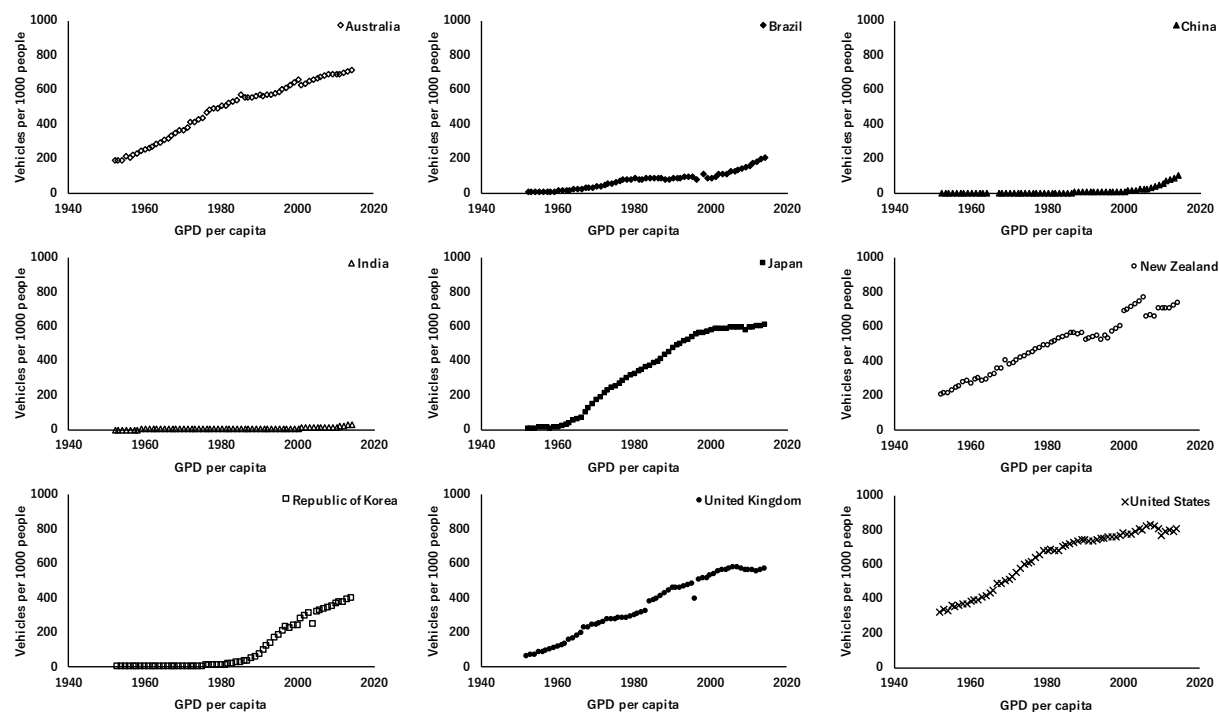 Australia
Vehicles per 1000 people
1000
800
600
400
200
0
1940 1960 1980 2000 2020
GPD per capita
Brazil
Vehicles per 1000 people
1000
800
600
400
200
0
1940 1960 1980 2000 2020
GPD per capita
China
Vehicles per 1000 people
1000
800
600
400
200
0
1940 1960 1980 2000 2020
GPD per capita
India
Vehicles per 1000 people
1000
800
600
400
200
0
1940 1960 1980 2000 2020
GPD per capita
Japan
Vehicles per 1000 people
1000
800
600
400
200
0
1940 1960 1980 2000 2020
GPD per capita
New Zealand
Vehicles per 1000 people
1000
800
600
400
200
0
1940 1960 1980 2000 2020
GPD per capita
Republic of Korea
Vehicles per 1000 people
1000
800
600
400
200
0
1940 1960 1980 2000 2020
GPD per capita
United Kingdom
Vehicles per 1000 people
1000
800
600
400
200
0
1940 1960 1980 2000 2020
GPD per capita
United States
Vehicles per 1000 people
1000
800
600
400
200
0
1940 1960 1980 2000 2020
GPD per capita